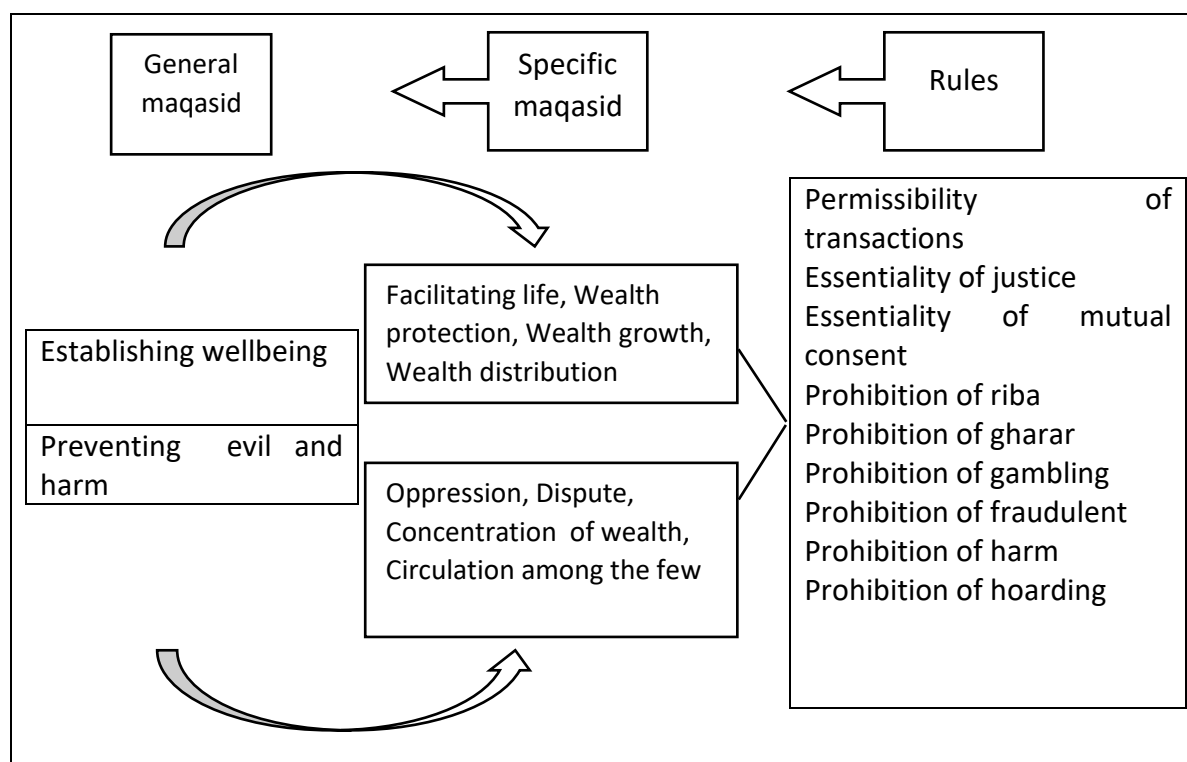 General
maqasid
Specific
maqasid
Rules
Establishing wellbeing
Preventing evil and
harm
Facilitating life, Wealth
protection, Wealth growth,
Wealth distribution
Oppression, Dispute,
Concentration of wealth,
Circulation among the few
Permissibility of
transactions
Essentiality of justice
Essentiality of mutual
consent
Prohibition of riba
Prohibition of gharar
Prohibition of gambling
Prohibition of fraudulent
Prohibition of harm
Prohibition of hoarding